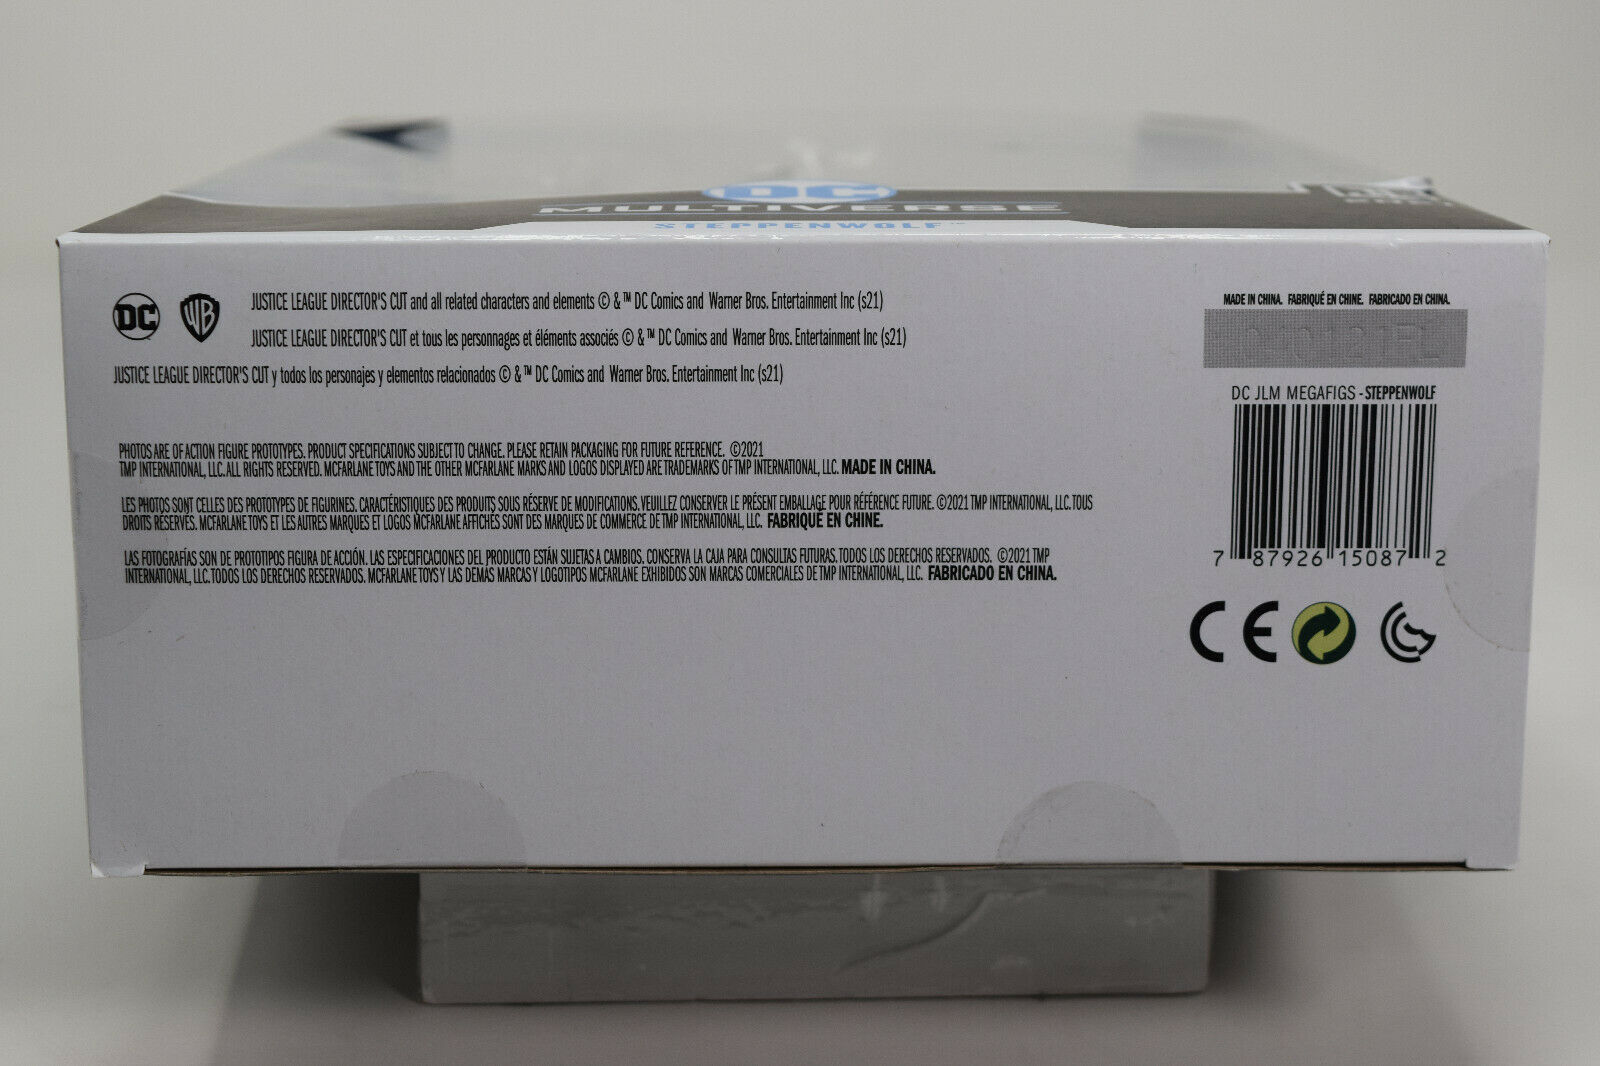 DC
MULTIVERSE
STEPPENWOLF™
DC WB
JUSTICE LEAGUE DIRECTOR'S CUT and all related characters and elements © & ™ DC Comics and Warner Bros. Entertainment Inc (s21)
JUSTICE LEAGUE DIRECTOR'S CUT et tous les personnages et éléments associés © & ™ DC Comics and Warner Bros. Entertainment Inc (s21)
JUSTICE LEAGUE DIRECTOR'S CUT y todos los personajes y elementos relacionados © & ™ DC Comics and Warner Bros. Entertainment Inc (s21)
PHOTOS ARE OF ACTION FIGURE PROTOTYPES. PRODUCT SPECIFICATIONS SUBJECT TO CHANGE. PLEASE RETAIN PACKAGING FOR FUTURE REFERENCE. ©2021
TMP INTERNATIONAL, LLC. ALL RIGHTS RESERVED. MCFARLANE TOYS AND THE OTHER MCFARLANE MARKS AND LOGOS DISPLAYED ARE TRADEMARKS OF TMP INTERNATIONAL, LLC. MADE IN CHINA.
LES PHOTOS SONT CELLES DES PROTOTYPES DE FIGURINES. CARACTÉRISTIQUES DES PRODUITS SOUS RÉSERVE DE MODIFICATIONS. VEUILLEZ CONSERVER LE PRÉSENT EMBALLAGE POUR RÉFÉRENCE FUTURE. ©2021 TMP INTERNATIONAL, LLC. TOUS
DROITS RÉSERVÉS. MCFARLANE TOYS ET LES AUTRES MARQUES ET LOGOS MCFARLANE AFFICHÉS SONT DES MARQUES DE COMMERCE DE TMP INTERNATIONAL, LLC. FABRIQUÉ EN CHINE.
LAS FOTOGRAFÍAS SON DE PROTOTIPOS FIGURA DE ACCIÓN. LAS ESPECIFICACIONES DEL PRODUCTO ESTÁN SUJETAS A CAMBIOS. CONSERVA LA CAJA PARA CONSULTAS FUTURAS. TODOS LOS DERECHOS RESERVADOS. ©2021 TMP
INTERNATIONAL, LLC. TODOS LOS DERECHOS RESERVADOS. MCFARLANE TOYS Y LAS DEMÁS MARCAS Y LOGOTIPOS MCFARLANE EXHIBIDOS SON MARCAS COMERCIALES DE TMP INTERNATIONAL, LLC. FABRICADO EN CHINA.
MADE IN CHINA. FABRIQUÉ EN CHINE. FABRICADO EN CHINA.
DC JLM MEGAFIGS - STEPPENWOLF
7 87926 15087 2
CE